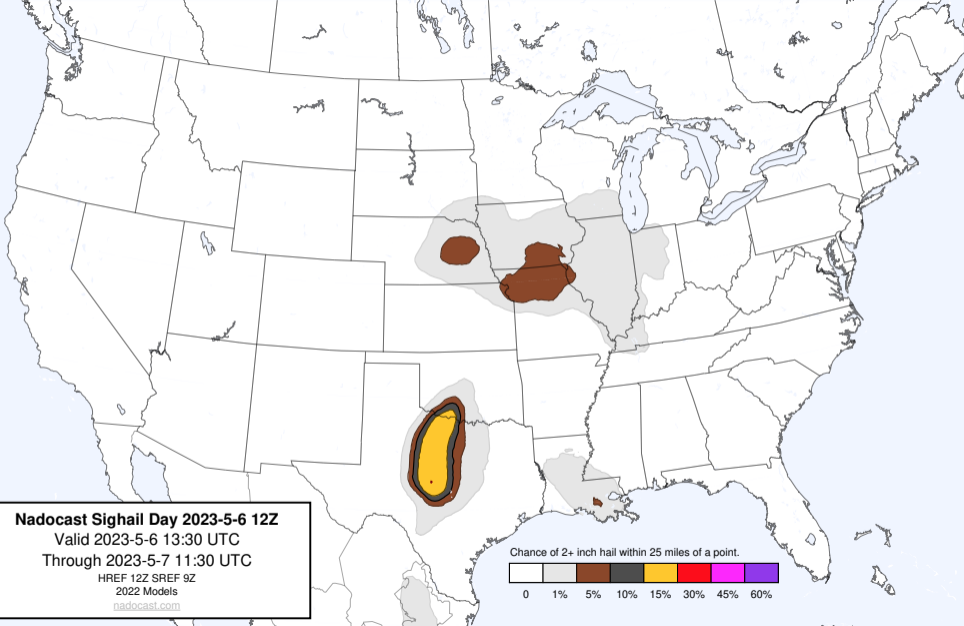 Nadocast Sighail Day 2023-5-6 12Z
Valid 2023-5-6 13:30 UTC
Through 2023-5-7 11:30 UTC
HREF 12Z SREF 9Z
2022 Models
nadocast.com
Chance of 2+ inch hail within 25 miles of a point.
0 1% 5% 10% 15% 30% 45% 60%